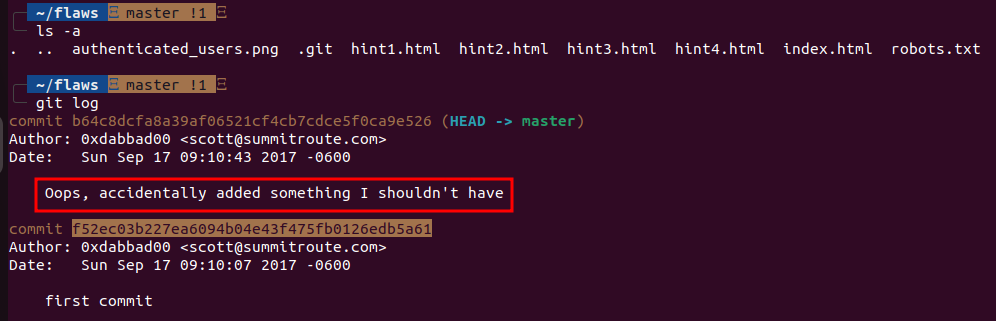 ~/flaws master !1
ls -a
. .. authenticated_users.png .git hint1.html hint2.html hint3.html hint4.html index.html robots.txt
~/flaws master !1
git log
commit b64c8dcfa8a39af06521cf4cb7cdce5f0ca9e526 (HEAD -> master)
Author: 0xdabbad00 <scott@summitroute.com>
Date: Sun Sep 17 09:10:43 2017 -0600
Oops, accidentally added something I shouldn't have
commit f52ec03b227ea6094b04e43f475fb0126edb5a61
Author: 0xdabbad00 <scott@summitroute.com>
Date: Sun Sep 17 09:10:07 2017 -0600
first commit